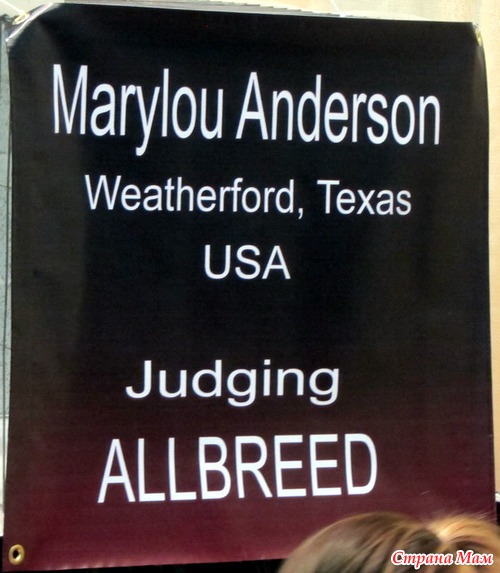 Marylou Anderson
Weatherford, Texas
USA
Judging
ALLBREED
Страна Мам